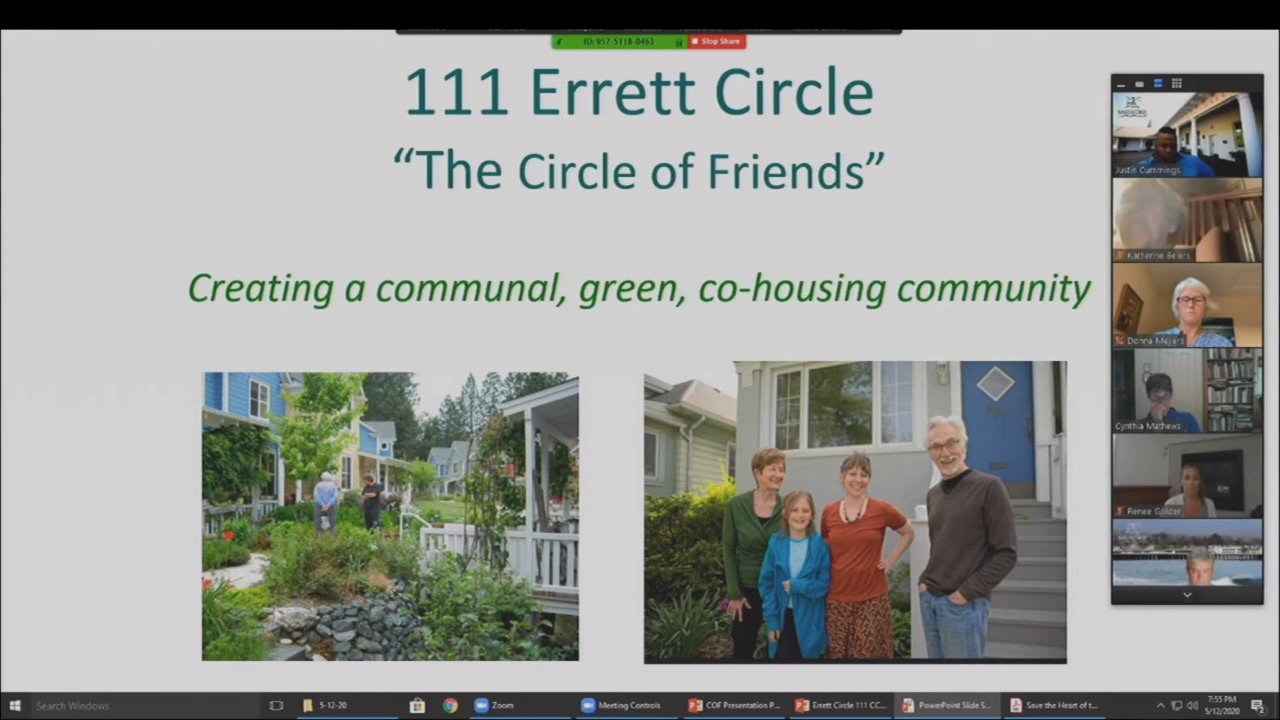 ID: 957-5118-0463
Stop Share
111 Errett Circle
“The Circle of Friends”
Creating a communal, green, co-housing community
Justin Cummings
Katherine Beiers
Donna Meyers
Cynthia Mathews
Renee Golder
Search Windows
5-12-20
Zoom
Meeting Controls
COF Presentation P...
Errett Circle 111 CC...
PowerPoint Slide S...
Save the Heart of t...
7:55 PM
5/12/2020